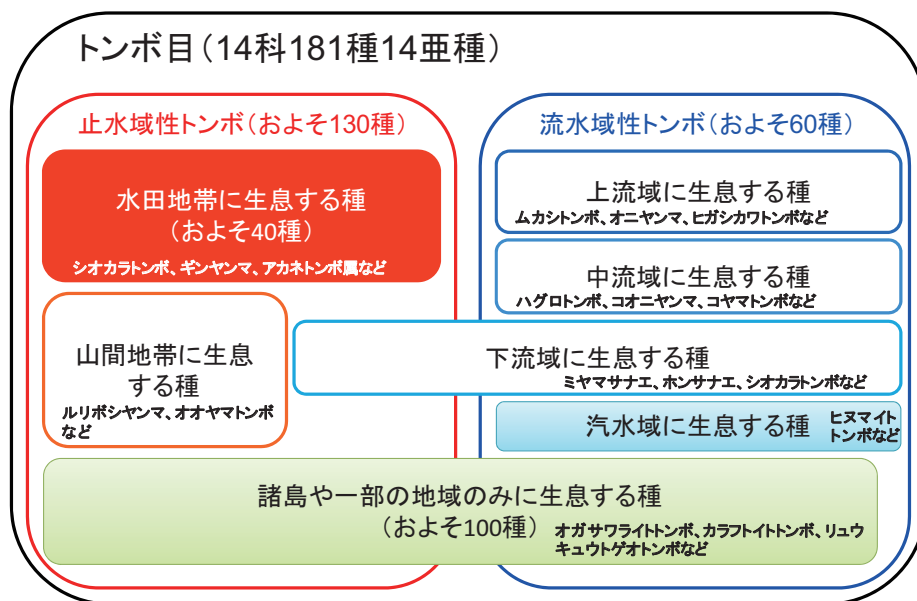 トンボ目(14科181種14亜種)
止水域性トンボ(およそ130種)
水田地帯に生息する種
(およそ40種)
シオカラトンボ、ギンヤンマ、アカネトンボ属など
山間地帯に生息
する種
ルリボシヤンマ、オオヤマトンボ
など
流水域性トンボ(およそ60種)
上流域に生息する種
ムカシトンボ、オニヤンマ、ヒガシカワトンボなど
中流域に生息する種
ハグロトンボ、コオニヤンマ、コヤマトンボなど
下流域に生息する種
ミヤマサナエ、ホンサナエ、シオカラトンボなど
汽水域に生息する種
ヒヌマイト
トンボなど
諸島や一部の地域のみに生息する種
(およそ100種) オガサワライトトンボ、カラフトイトトンボ、リュウ
キュウトゲオトンボなど